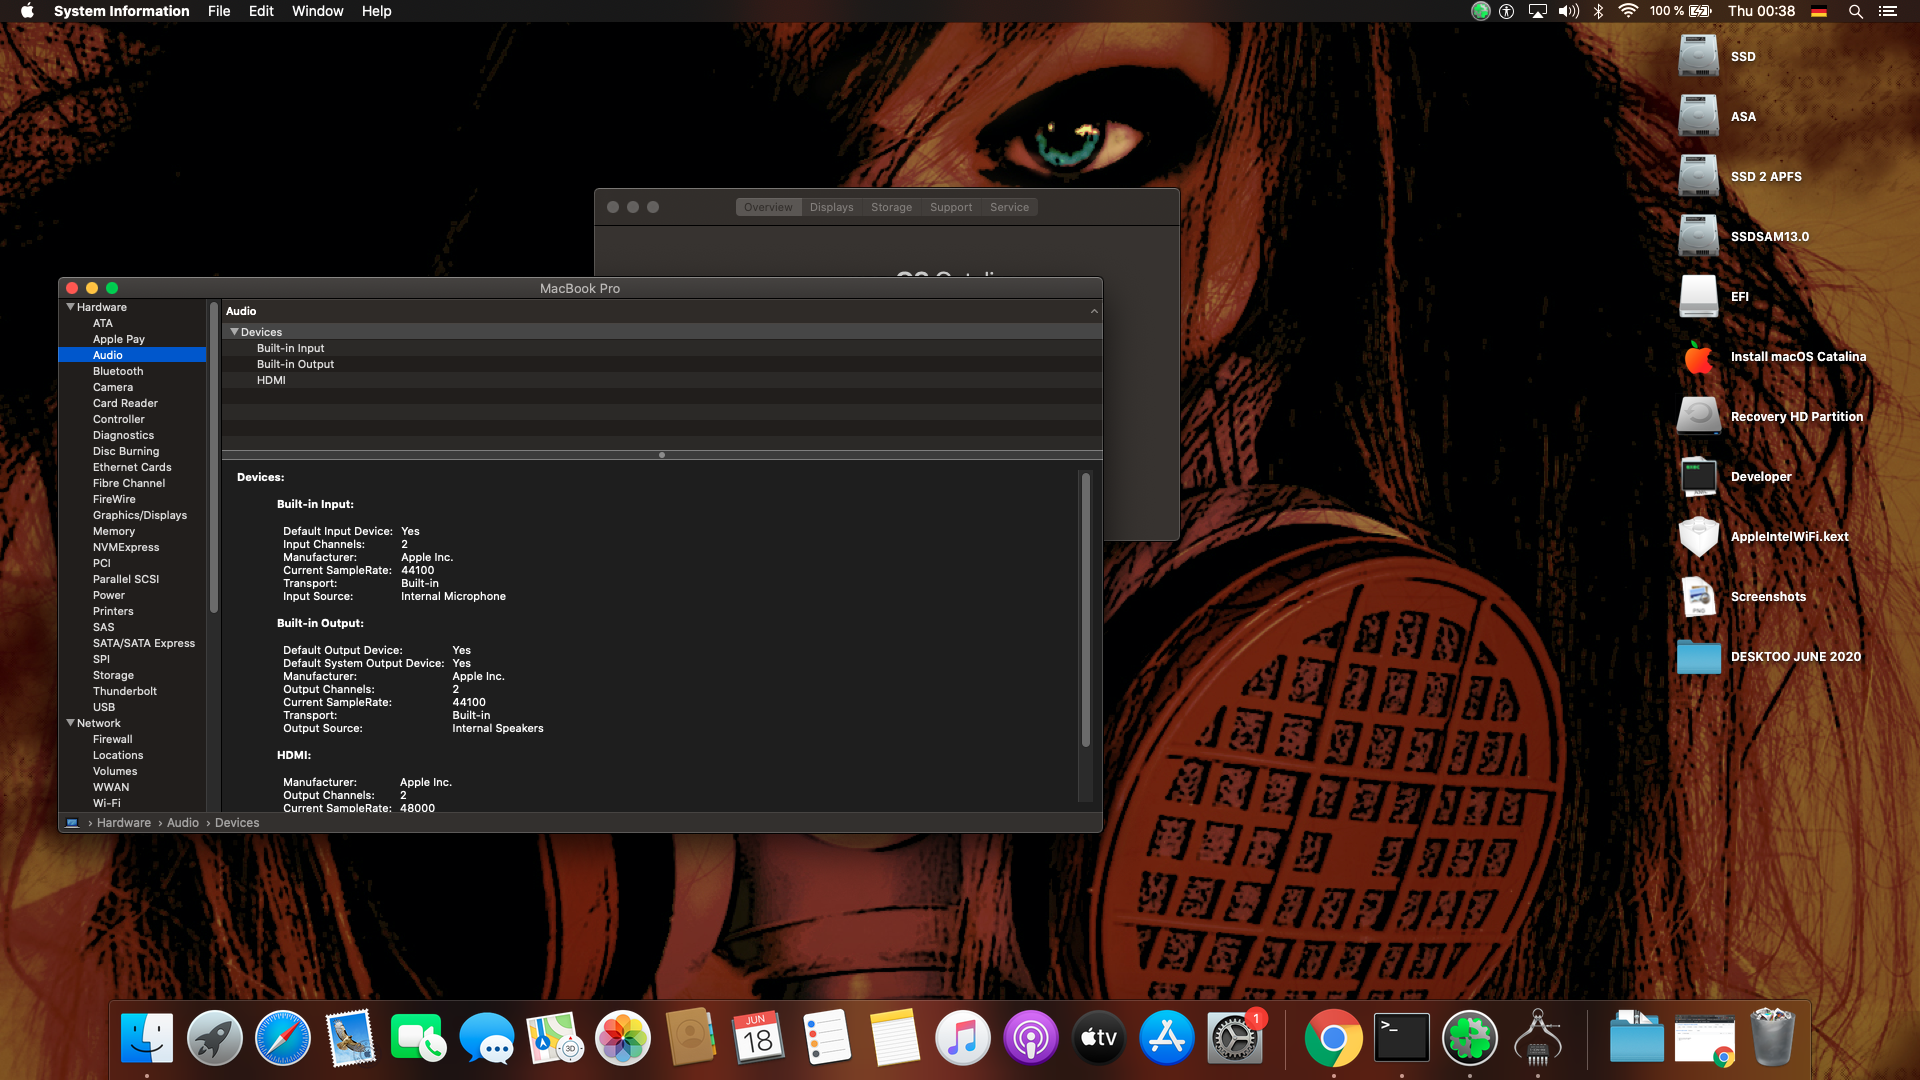 System Information File Edit Window Help
100 % Thu 00:38
SSD
ASA
SSD 2 APFS
SSDSAM13.0
EFI
Install macOS Catalina
Recovery HD Partition
Developer
AppleIntelWiFi.kext
Screenshots
DESKTOO JUNE 2020
Overview Displays Storage Support Service
MacBook Pro
Hardware
ATA
Apple Pay
Audio
Bluetooth
Camera
Card Reader
Controller
Diagnostics
Disc Burning
Ethernet Cards
Fibre Channel
FireWire
Graphics/Displays
Memory
NVMExpress
PCI
Parallel SCSI
Power
Printers
SAS
SATA/SATA Express
SPI
Storage
Thunderbolt
USB
Network
Firewall
Locations
Volumes
WWAN
Wi-Fi
Audio
Devices
Built-in Input
Built-in Output
HDMI
Devices:
Built-in Input:
Default Input Device: Yes
Input Channels: 2
Manufacturer: Apple Inc.
Current SampleRate: 44100
Transport: Built-in
Input Source: Internal Microphone
Built-in Output:
Default Output Device: Yes
Default System Output Device: Yes
Manufacturer: Apple Inc.
Output Channels: 2
Current SampleRate: 44100
Transport: Built-in
Output Source: Internal Speakers
HDMI:
Manufacturer: Apple Inc.
Output Channels: 2
Current SampleRate: 48000
› Hardware › Audio › Devices
3D
JUN
18
tv
1
>_